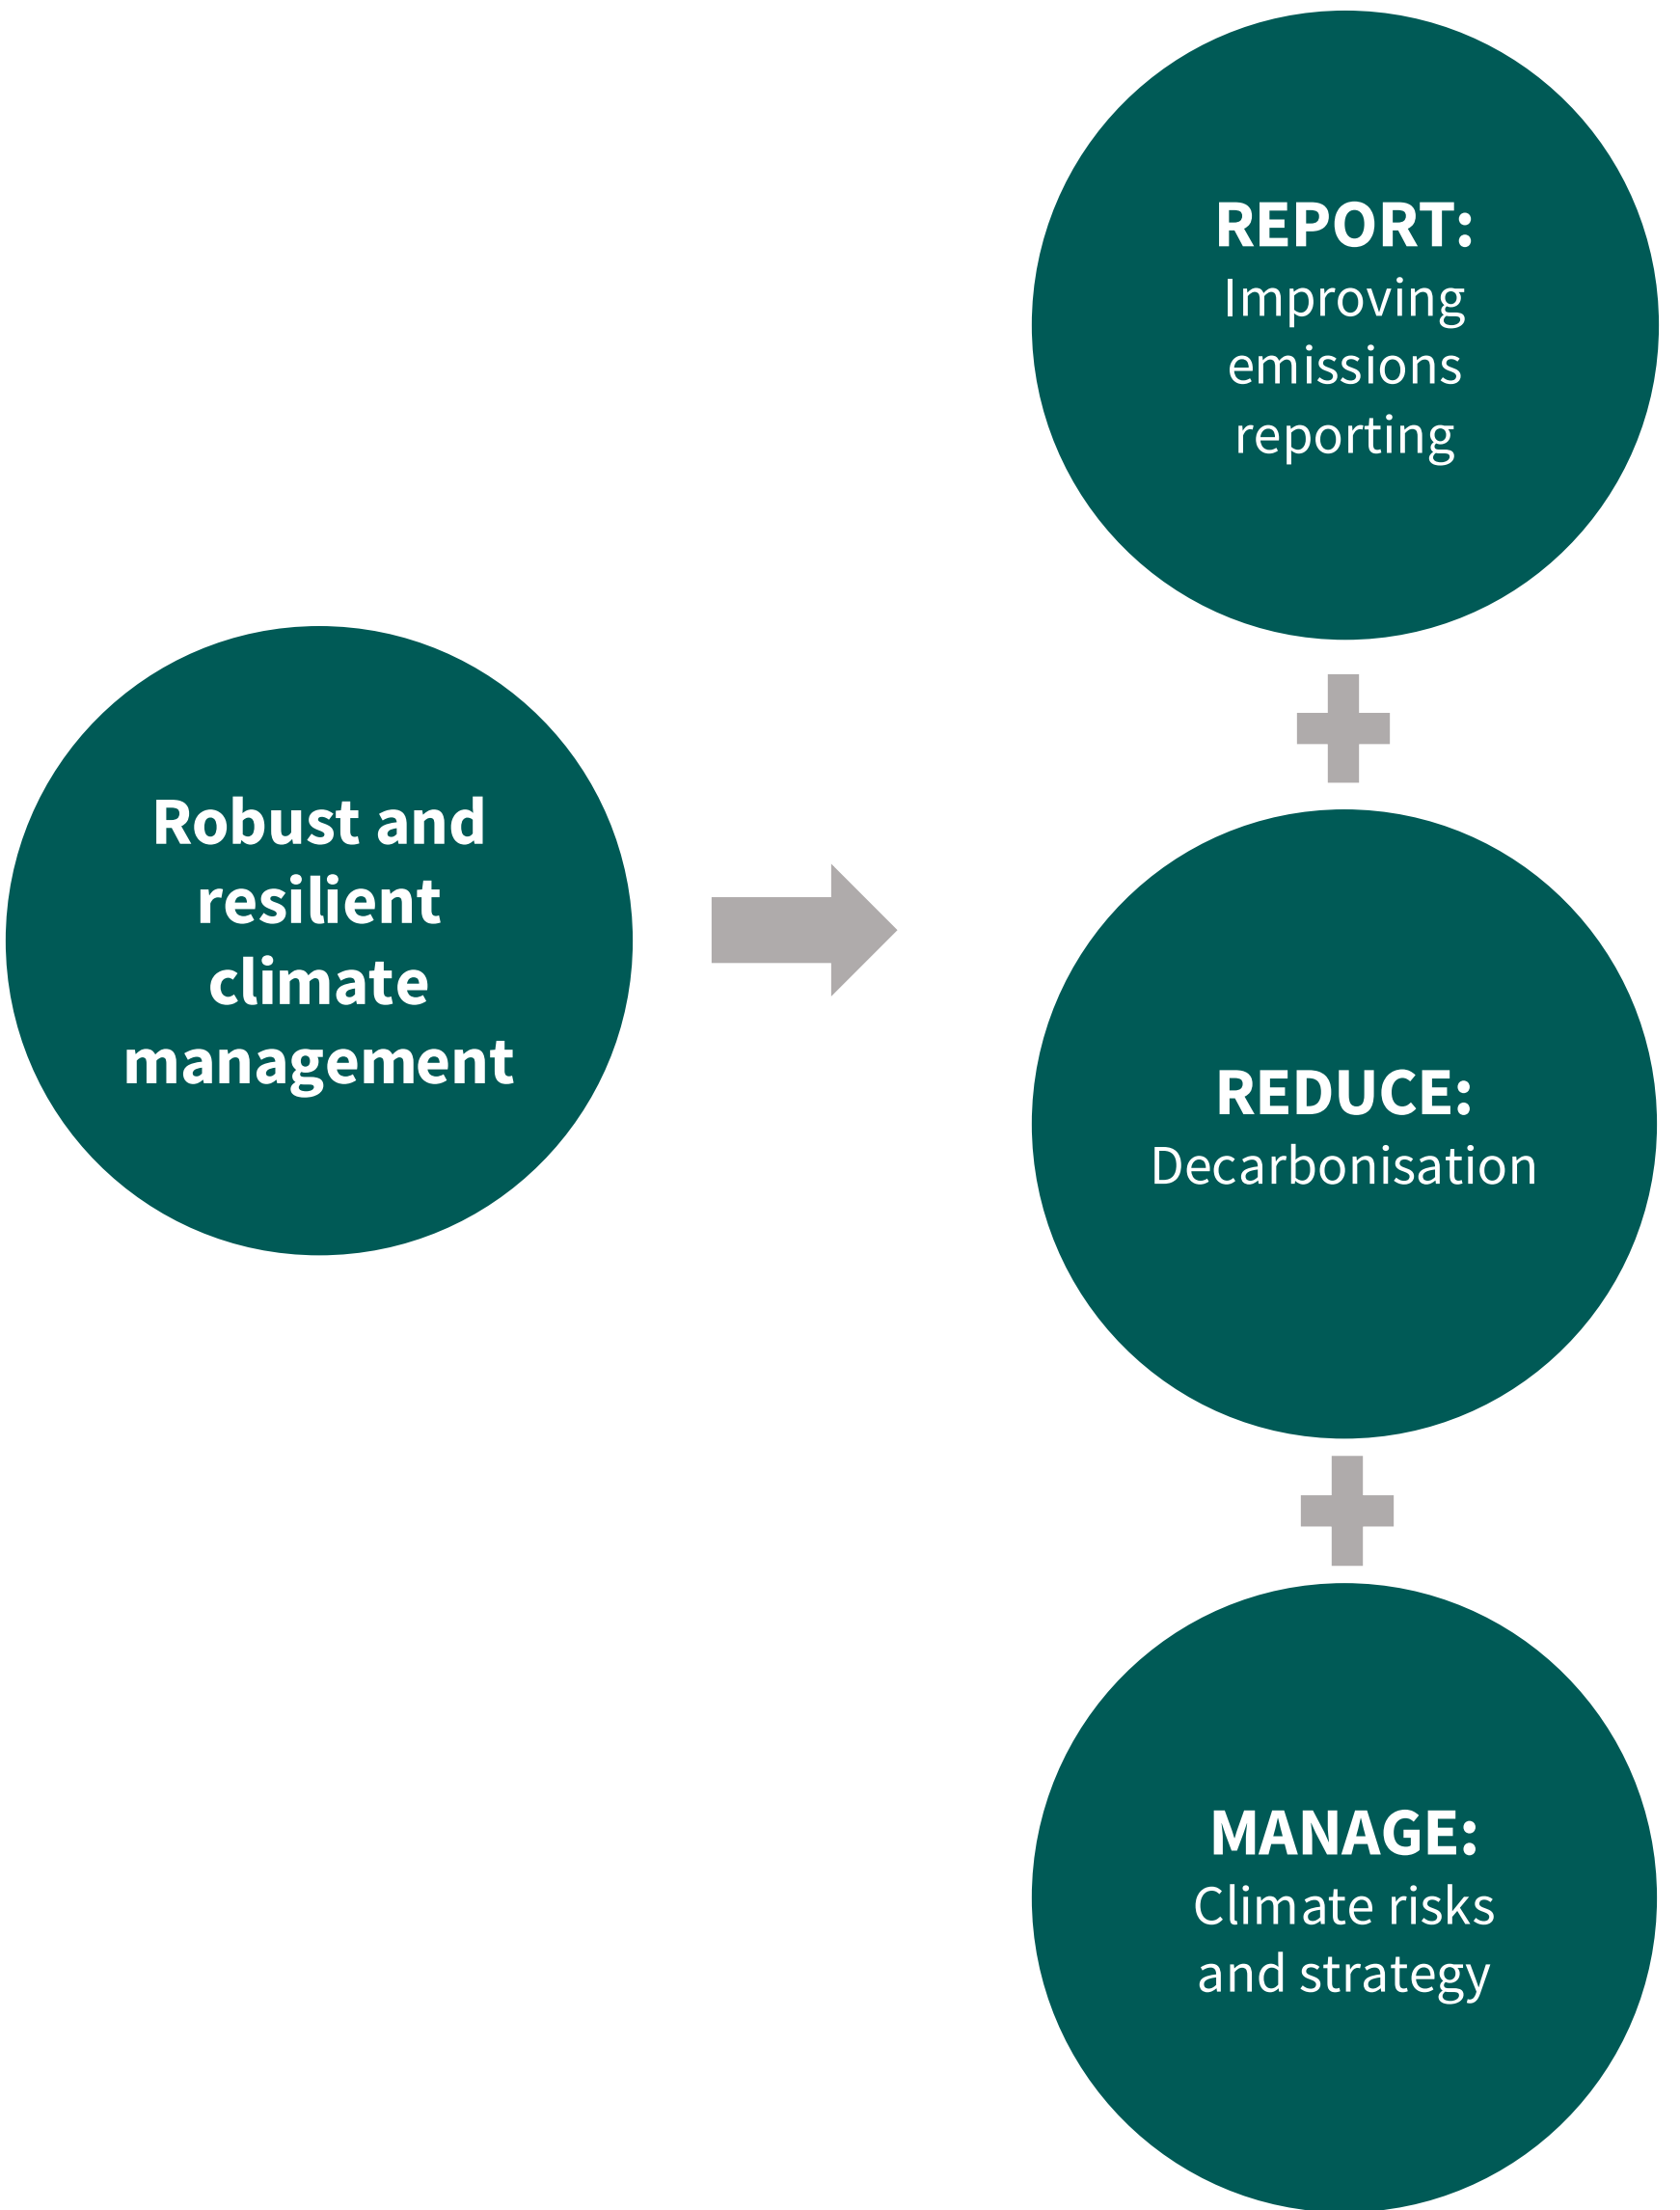 Robust and
resilient
climate
management
REPORT:
Improving
emissions
reporting
REDUCE:
Decarbonisation
MANAGE:
Climate risks
and strategy